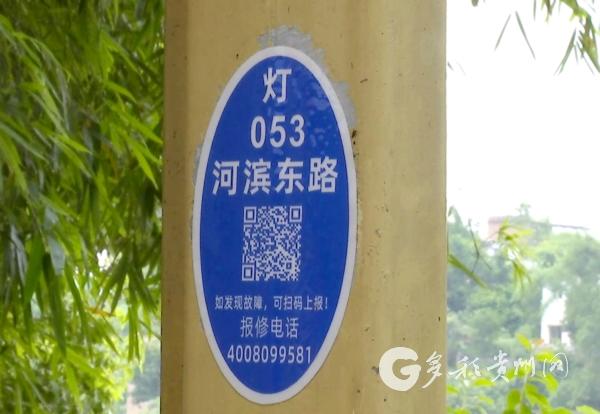 灯
053
河滨东路
如发现故障，可扫码上报！
报修电话
4008099581
多彩贵州网